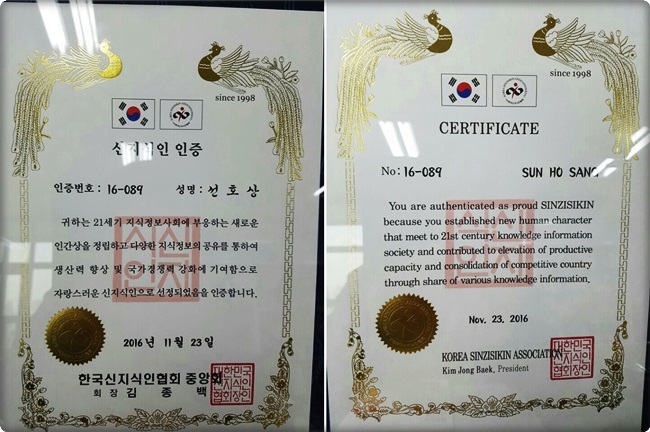 since 1998
신지식인 인증
인증번호 : 16-089 성명 : 선호상
귀하는 21세기 지식정보사회에 부응하는 새로운
인간상을 정립하고 다양한 지식정보의 공유를 통하여
생산력 향상 및 국가경쟁력 강화에 기여함으로
자랑스러운 신지식인으로 선정되었음을 인증합니다.
2016년 11월 23일
한국신지식인협회 중앙회
회장 김종백
since 1998
CERTIFICATE
No: 16-089 SUN HO SANG
You are authenticated as proud SINZISIKIN
because you established new human character
that meet to 21st century knowledge information
society and contributed to elevation of productive
capacity and consolidation of competitive country
through share of various knowledge information.
Nov. 23, 2016
KOREA SINZISIKIN ASSOCIATION
Kim Jong Baek, President